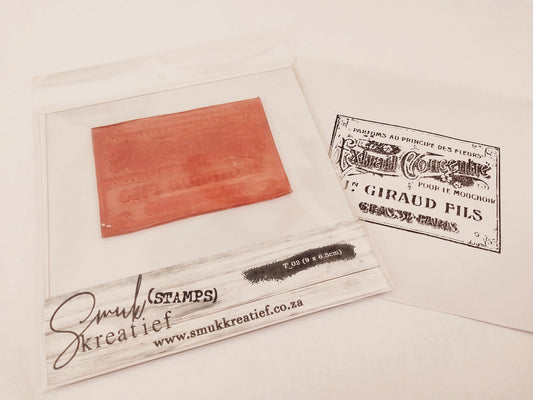 T_02 (9 x 6.5cm)
Smuk (STAMPS)
kreatief
www.smukkreatief.co.za
PARFUMS AU PRINCIPE DES FLEURS
Extrait Concentré
POUR LE MOUCHOIR
JN GIRAUD FILS
GRASSE-PARIS